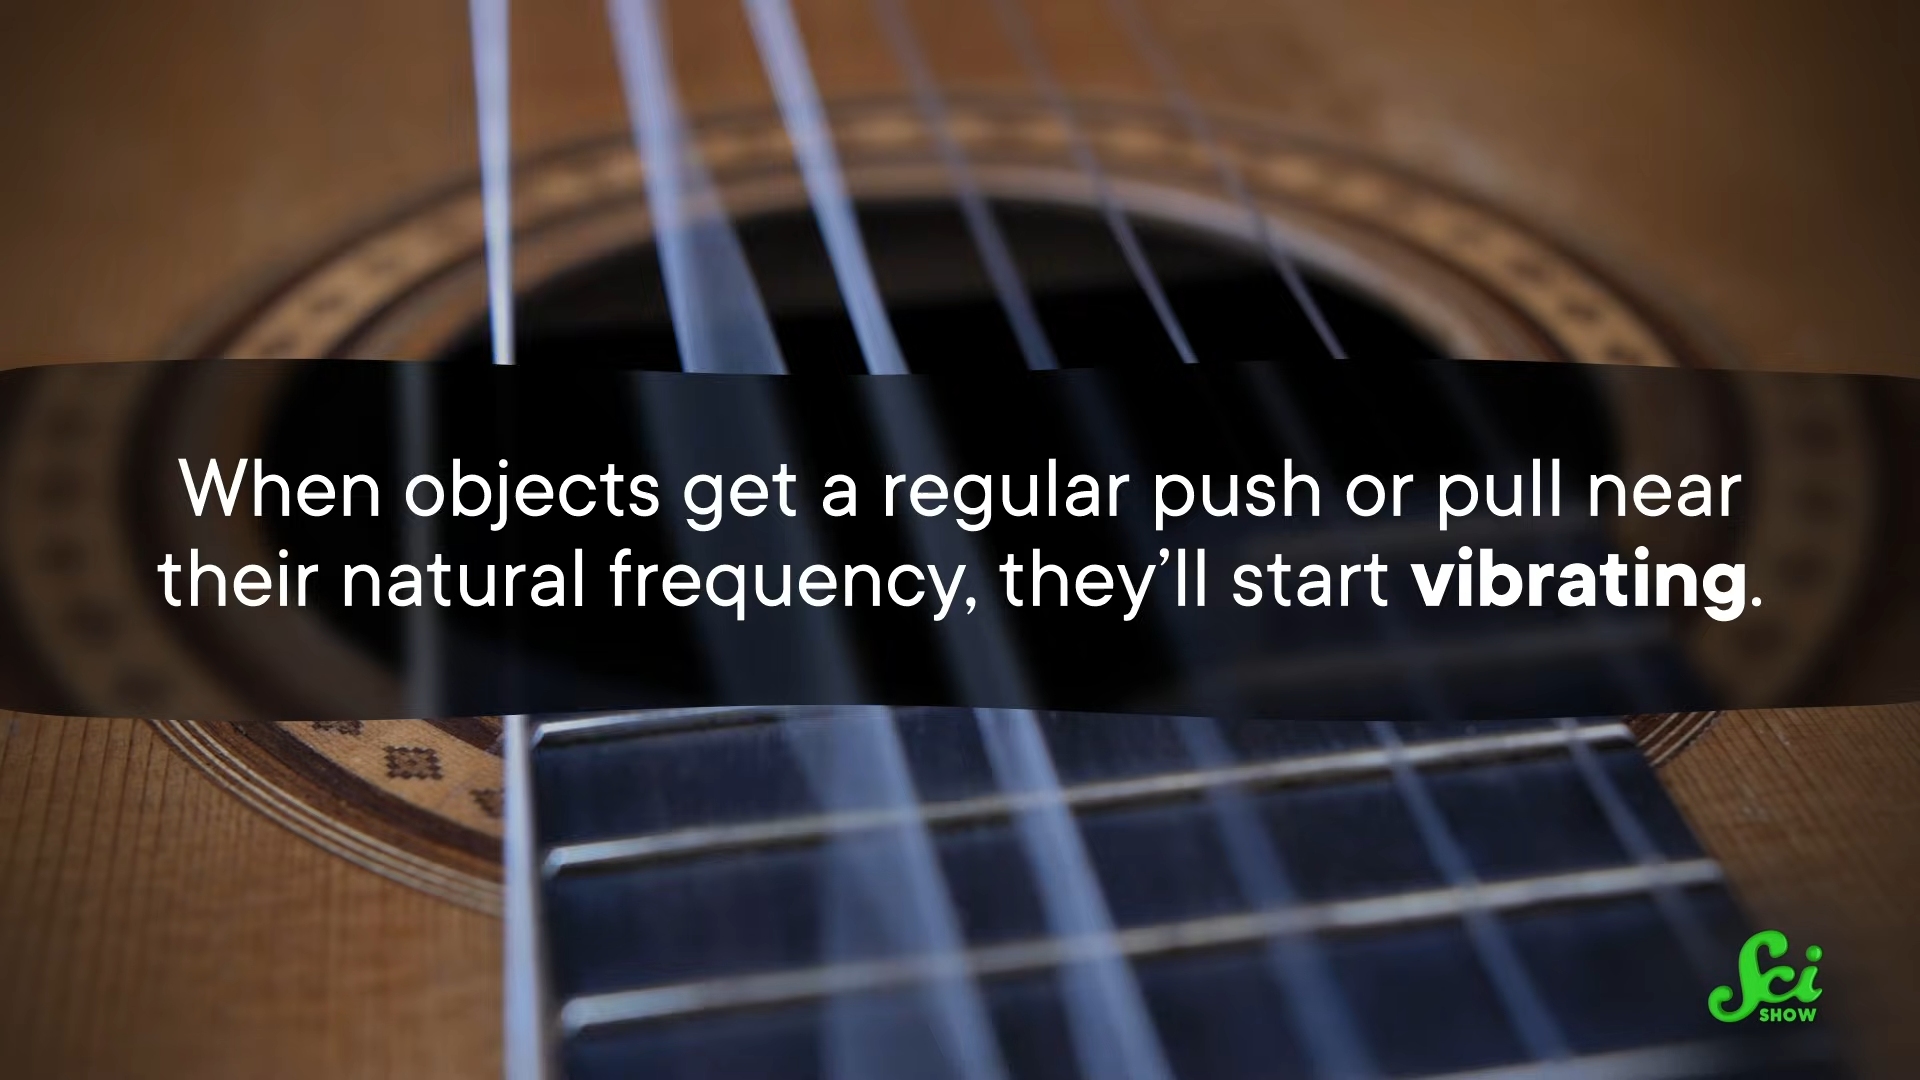 When objects get a regular push or pull near
their natural frequency, they’ll start vibrating.
Sci
SHOW